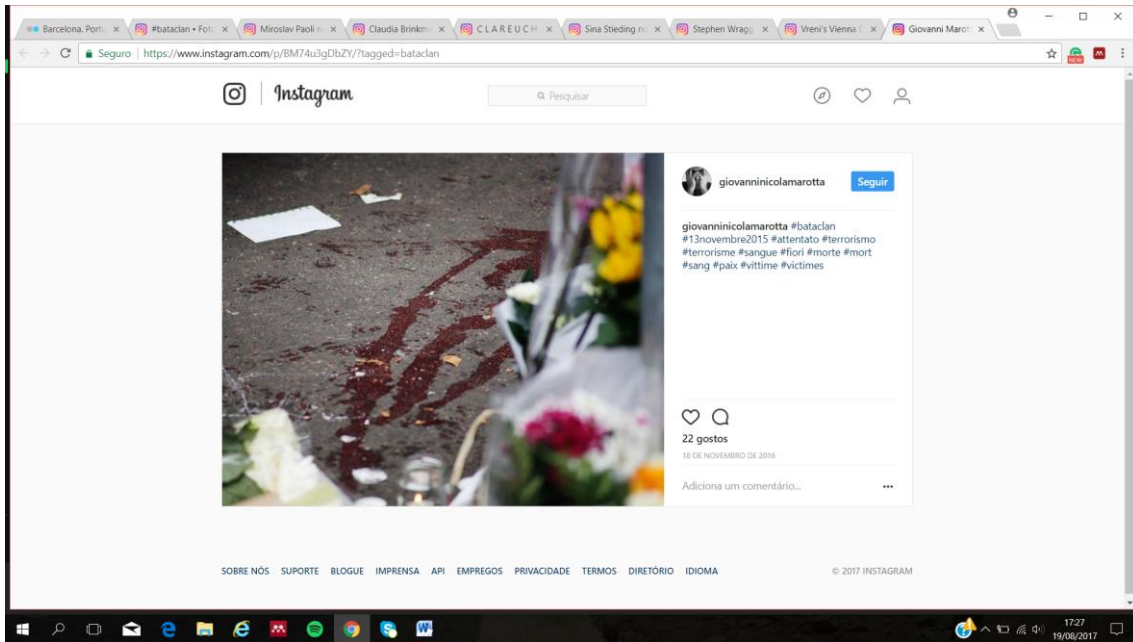 Barcelona. Portu
#bataclan • Fot
Miroslav Paoli n
Claudia Brinkm
C L A R E U C H
Sina Stieding no
Stephen Wragg
Vreni's Vienna
Giovanni Marot
Seguro | https://www.instagram.com/p/BM74u3gDbZY/?tagged=bataclan
NEW
Instagram
Pesquisar
giovanninicolamarotta Seguir
giovanninicolamarotta #bataclan
#13novembre2015 #attentato #terrorismo
#terrorisme #sangue #fiori #morte #mort
#sang #paix #vittime #victimes
22 gostos
18 DE NOVEMBRO DE 2016
Adiciona um comentário...
SOBRE NÓS SUPORTE BLOGUE IMPRENSA API EMPREGOS PRIVACIDADE TERMOS DIRETÓRIO IDIOMA © 2017 INSTAGRAM
17:27
19/08/2017